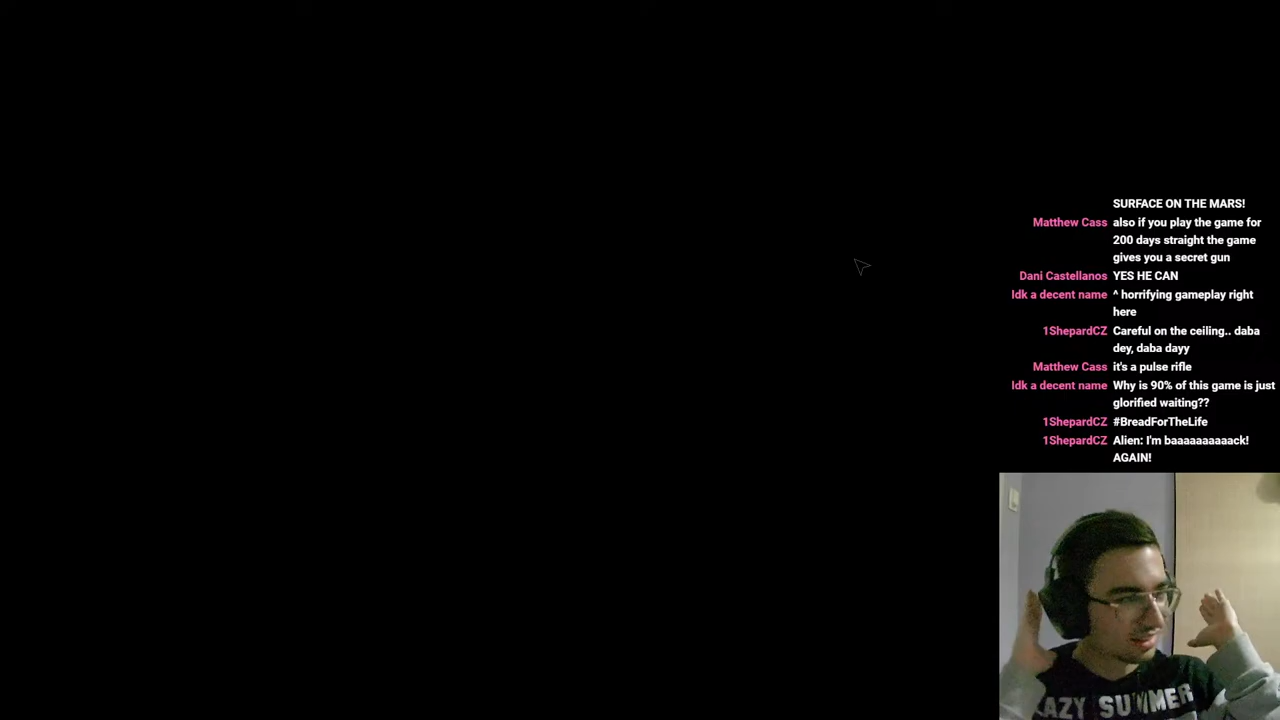 SURFACE ON THE MARS!
Matthew Cass also if you play the game for
200 days straight the game
gives you a secret gun
Dani Castellanos YES HE CAN
Idk a decent name ^ horrifying gameplay right
here
1ShepardCZ Careful on the ceiling.. daba
dey, daba dayy
Matthew Cass it's a pulse rifle
Idk a decent name Why is 90% of this game is just
glorified waiting??
1ShepardCZ #BreadForTheLife
1ShepardCZ Alien: I'm baaaaaaaaaack!
AGAIN!
AZY SUMMER